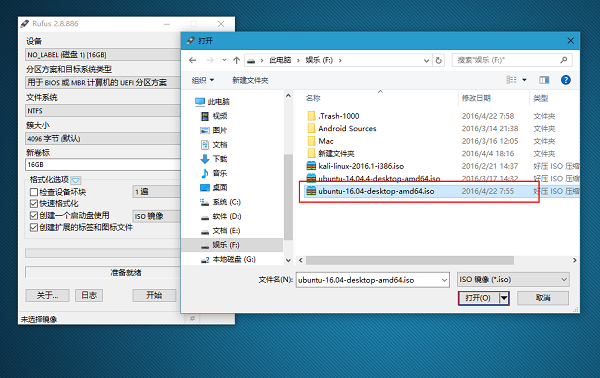 Rufus 2.8.886
设备
NO_LABEL (磁盘 1) [16GB]
分区方案和目标系统类型
用于 BIOS 或 MBR 计算机的 UEFI 分区方案
文件系统
NTFS
簇大小
4096 字节 (默认)
新卷标
16GB
格式化选项
检查设备坏块
1 遍
快速格式化
创建一个启动盘使用
ISO 镜像
创建扩展的标签和图标文件
准备就绪
关于...
日志
开始
未选择镜像
#
打开
此电脑 > 娱乐 (F:) >
搜索"娱乐 (F:)"
组织
新建文件夹
此电脑
视频
图片
文档
下载
音乐
桌面
系统 (C:)
软件 (D:)
文档 (E:)
娱乐 (F:)
本地磁盘 (G:)
名称
修改日期
类型
.Trash-1000
2016/4/22 7:58
文件夹
Android Sources
2016/3/14 21:38
文件夹
Mac
2016/3/16 12:05
文件夹
新建文件夹
2016/4/4 18:16
文件夹
kali-linux-2016.1-i386.iso
2016/2/21 14:37
好压 ISO 压缩
ubuntu-14.04.4-desktop-amd64.iso
2016/3/17 14:32
好压 ISO 压缩
ubuntu-16.04-desktop-amd64.iso
2016/4/22 7:55
好压 ISO 压缩
文件名(N):
ubuntu-16.04-desktop-amd64.iso
ISO 镜像 (*.iso)
打开(O)
取消